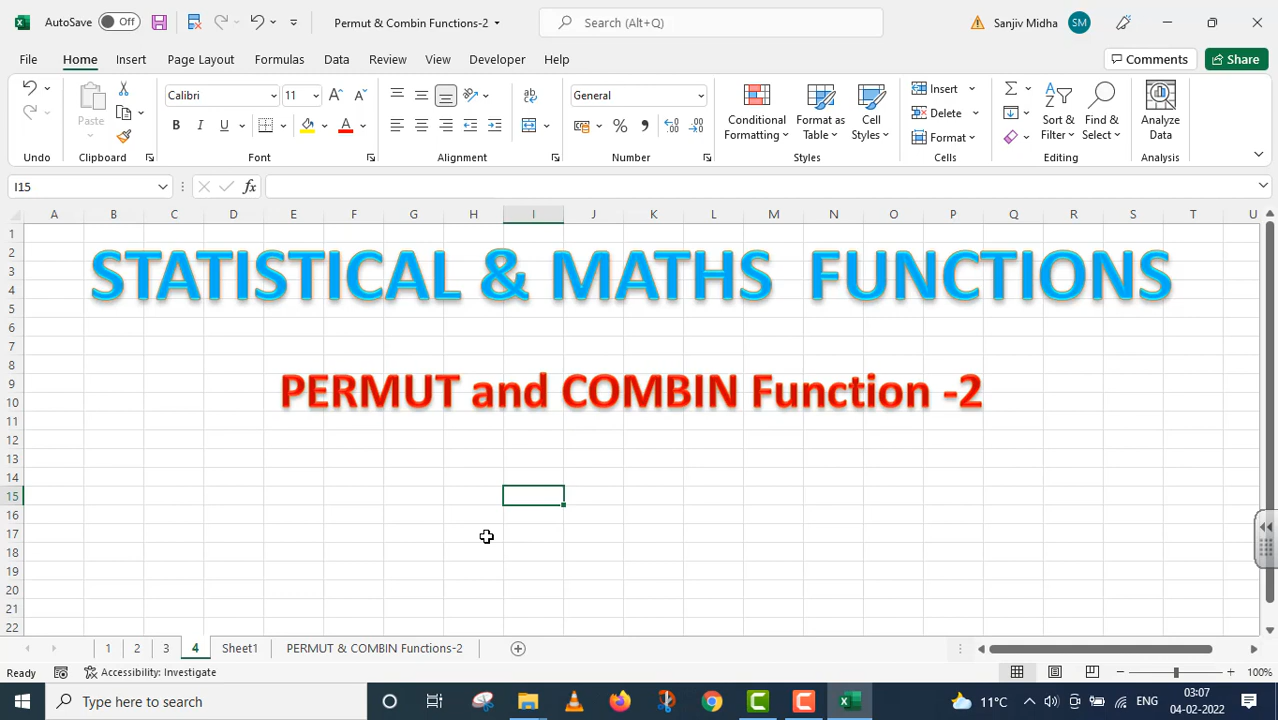 AutoSave Off Permut & Combin Functions-2 Search (Alt+Q) Sanjiv Midha SM
File Home Insert Page Layout Formulas Data Review View Developer Help Comments Share
Paste Calibri 11 General Conditional Formatting Format as Table Cell Styles Insert Delete Format Sort & Filter Find & Select Analyze Data
Undo Clipboard Font Alignment Number Styles Cells Editing Analysis
I15 fx
A B C D E F G H I J K L M N O P Q R S T U
1
2
3
4
STATISTICAL & MATHS FUNCTIONS
5
6
7
8
9
10
PERMUT and COMBIN Function -2
11
12
13
14
15
16
17
18
19
20
21
22
1 2 3 4 Sheet1 PERMUT & COMBIN Functions-2
Ready Accessibility: Investigate 100%
Type here to search 11°C ENG 03:07
04-02-2022